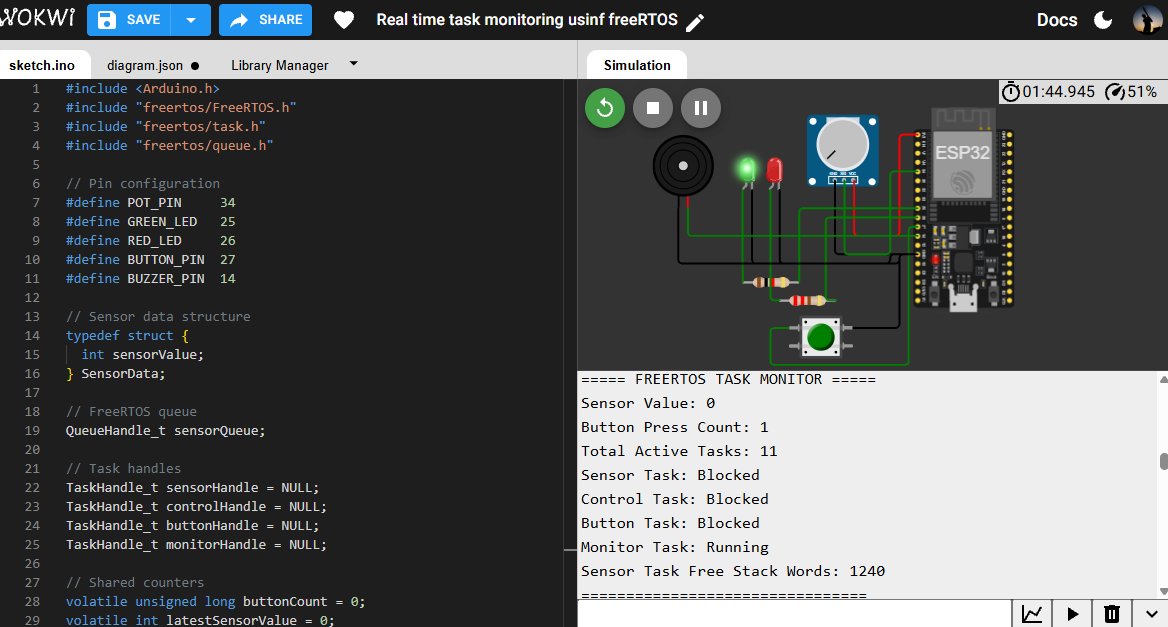 WOKWI
SAVE
SHARE
Real time task monitoring usinf freeRTOS
Docs
sketch.ino
diagram.json ●
Library Manager
Simulation
1 #include <Arduino.h>
2 #include "freertos/FreeRTOS.h"
3 #include "freertos/task.h"
4 #include "freertos/queue.h"
5
6 // Pin configuration
7 #define POT_PIN 34
8 #define GREEN_LED 25
9 #define RED_LED 26
10 #define BUTTON_PIN 27
11 #define BUZZER_PIN 14
12
13 // Sensor data structure
14 typedef struct {
15 int sensorValue;
16 } SensorData;
17
18 // FreeRTOS queue
19 QueueHandle_t sensorQueue;
20
21 // Task handles
22 TaskHandle_t sensorHandle = NULL;
23 TaskHandle_t controlHandle = NULL;
24 TaskHandle_t buttonHandle = NULL;
25 TaskHandle_t monitorHandle = NULL;
26
27 // Shared counters
28 volatile unsigned long buttonCount = 0;
29 volatile int latestSensorValue = 0;
01:44.945
51%
ESP32
GND SIG VCC
===== FREERTOS TASK MONITOR =====
Sensor Value: 0
Button Press Count: 1
Total Active Tasks: 11
Sensor Task: Blocked
Control Task: Blocked
Button Task: Blocked
Monitor Task: Running
Sensor Task Free Stack Words: 1240
================================